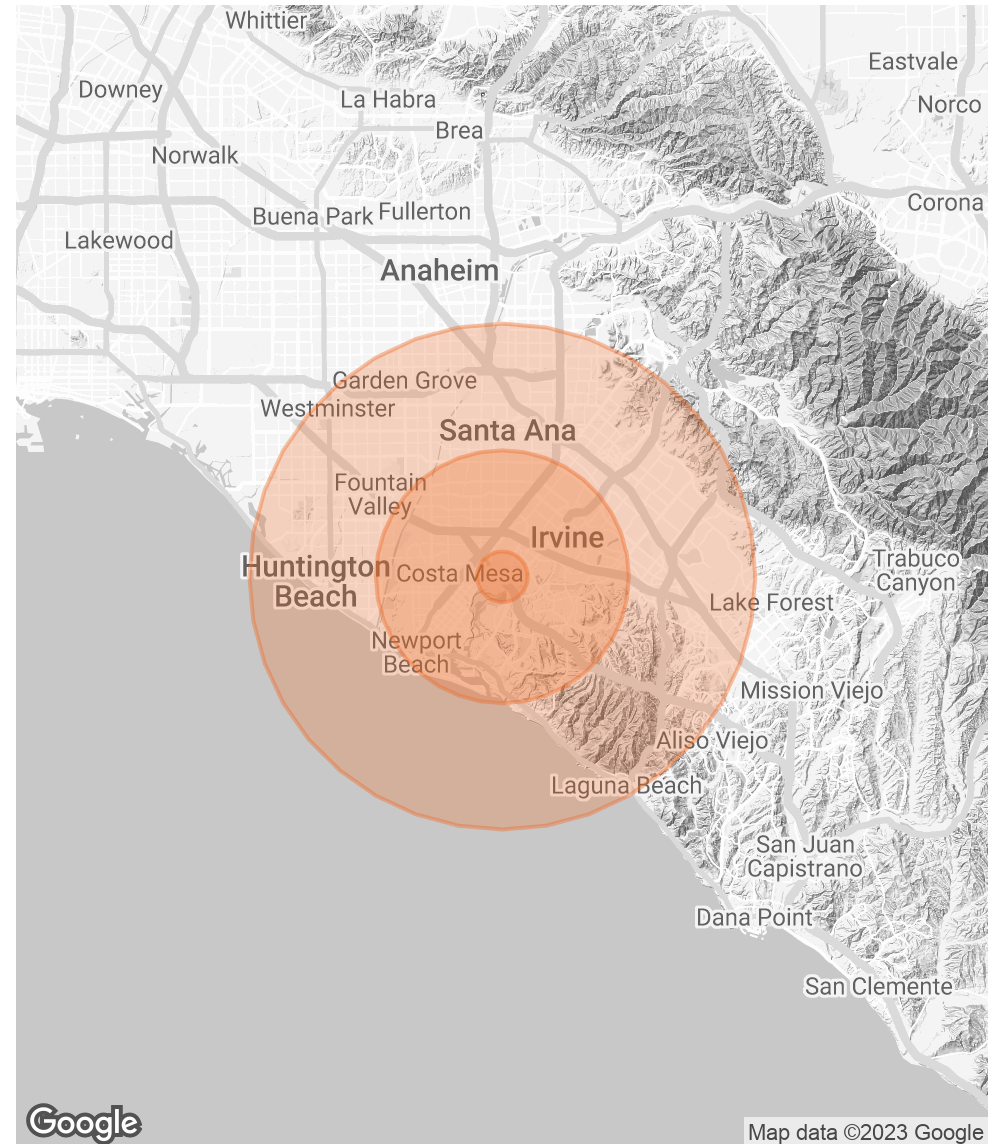 Whittier
Eastvale
Downey
La Habra
Norco
Brea
Norwalk
Corona
Buena Park
Fullerton
Lakewood
Anaheim
Garden Grove
Westminster
Santa Ana
Fountain
Valley
Irvine
Huntington
Beach
Costa Mesa
Trabuco
Canyon
Lake Forest
Newport
Beach
Mission Viejo
Aliso Viejo
Laguna Beach
San Juan
Capistrano
Dana Point
San Clemente
Google
Map data ©2023 Google